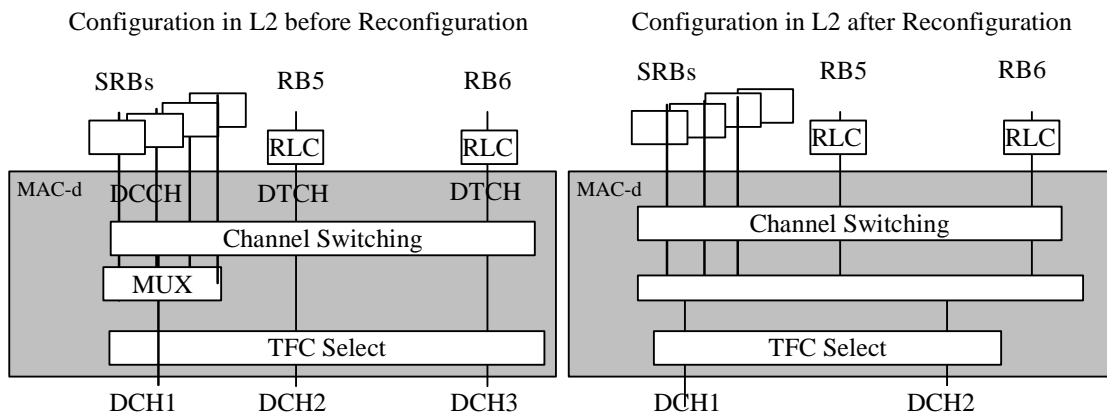 Configuration in L2 before Reconfiguration
SRBs RB5 RB6
RLC RLC
MAC-d DCCH DTCH DTCH
Channel Switching
MUX
TFC Select
DCH1 DCH2 DCH3
Configuration in L2 after Reconfiguration
SRBs RB5 RB6
RLC RLC
MAC-d
Channel Switching
TFC Select
DCH1 DCH2